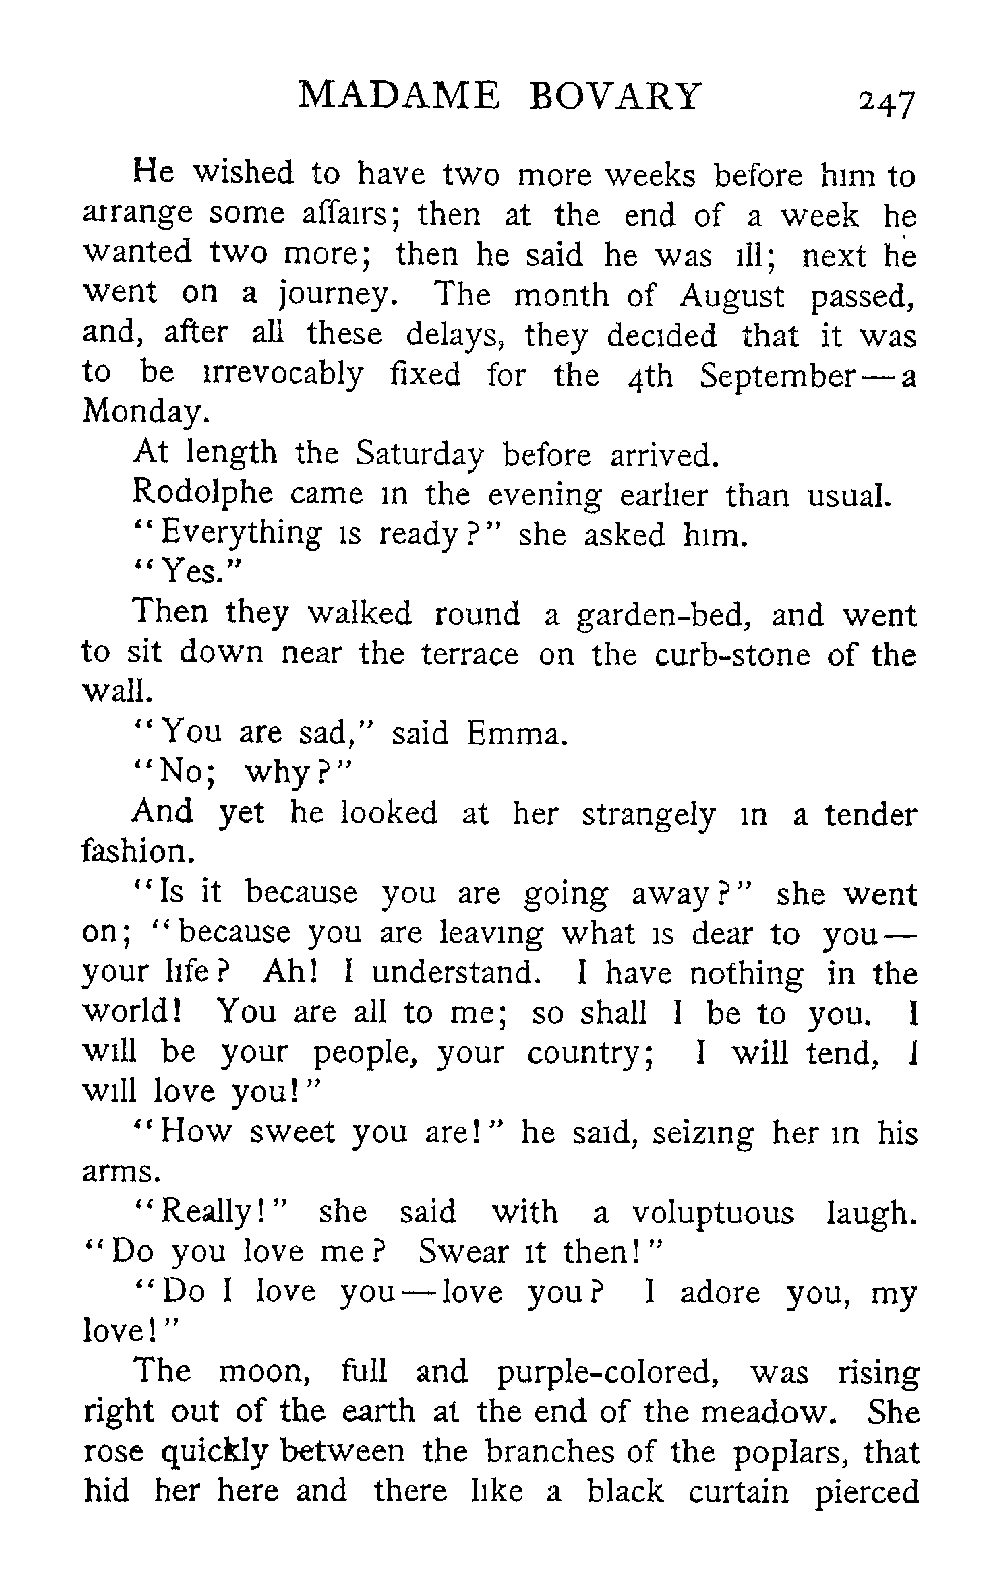 MADAME BOVARY 247
He wished to have two more weeks before him to
arrange some affairs; then at the end of a week he
wanted two more; then he said he was ill; next he
went on a journey. The month of August passed,
and, after all these delays, they decided that it was
to be irrevocably fixed for the 4th September—a
Monday.
At length the Saturday before arrived.
Rodolphe came in the evening earlier than usual.
"Everything is ready?" she asked him.
"Yes."
Then they walked round a garden-bed, and went
to sit down near the terrace on the curb-stone of the
wall.
"You are sad," said Emma.
"No; why?"
And yet he looked at her strangely in a tender
fashion.
"Is it because you are going away?" she went
on; "because you are leaving what is dear to you—
your life? Ah! I understand. I have nothing in the
world! You are all to me; so shall I be to you. I
will be your people, your country; I will tend, I
will love you!"
"How sweet you are!" he said, seizing her in his
arms.
"Really!" she said with a voluptuous laugh.
"Do you love me? Swear it then!"
"Do I love you—love you? I adore you, my
love!"
The moon, full and purple-colored, was rising
right out of the earth at the end of the meadow. She
rose quickly between the branches of the poplars, that
hid her here and there like a black curtain pierced